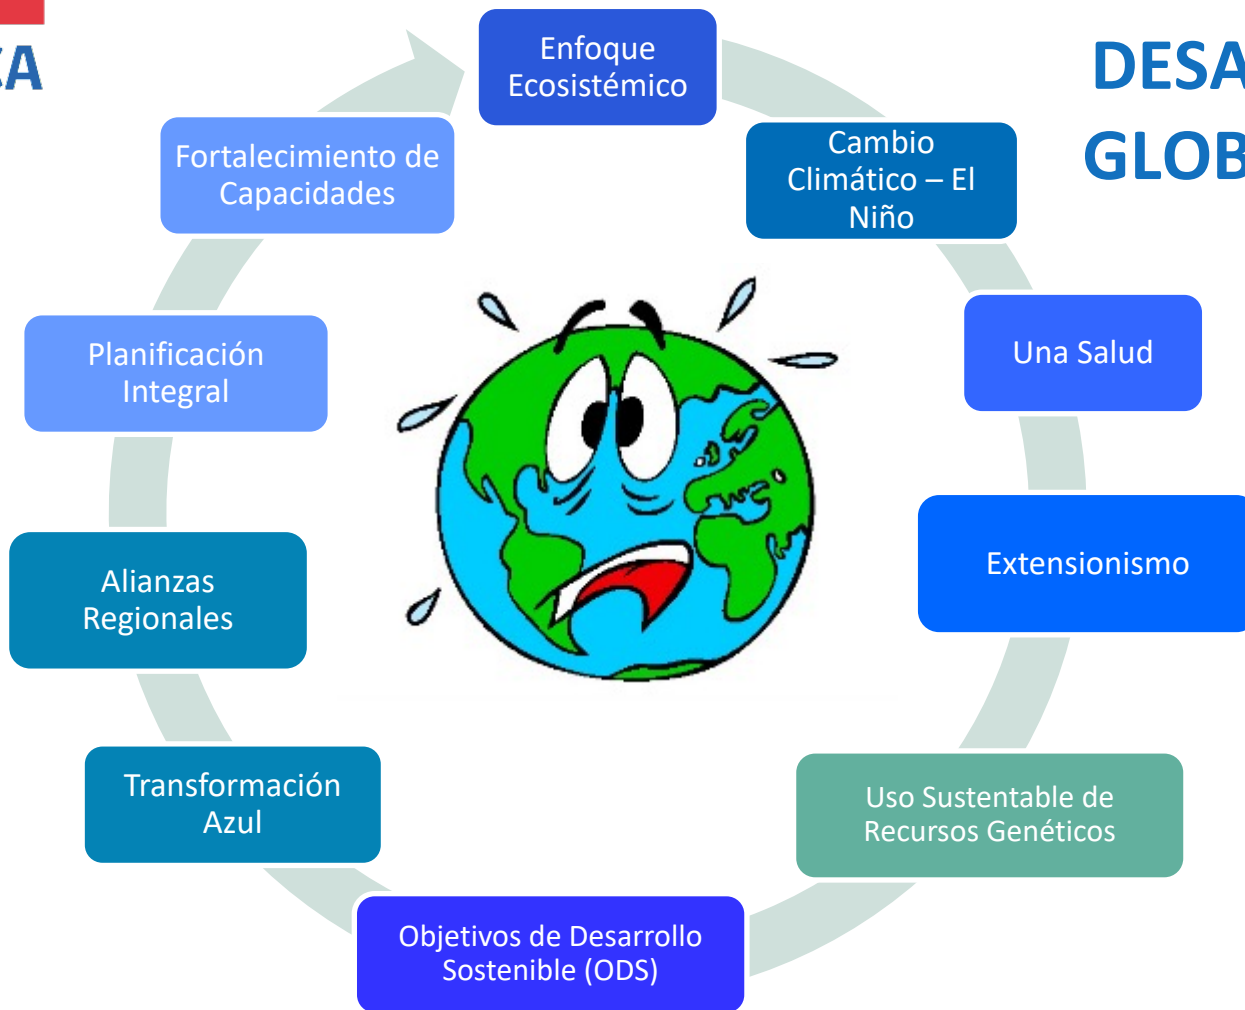 Enfoque
Ecosistémico
DESA
GLOB
Cambio
Climático – El
Niño
Fortalecimiento de
Capacidades
Una Salud
Planificación
Integral
Extensionismo
Alianzas
Regionales
Transformación
Azul
Uso Sustentable de
Recursos Genéticos
Objetivos de Desarrollo
Sostenible (ODS)